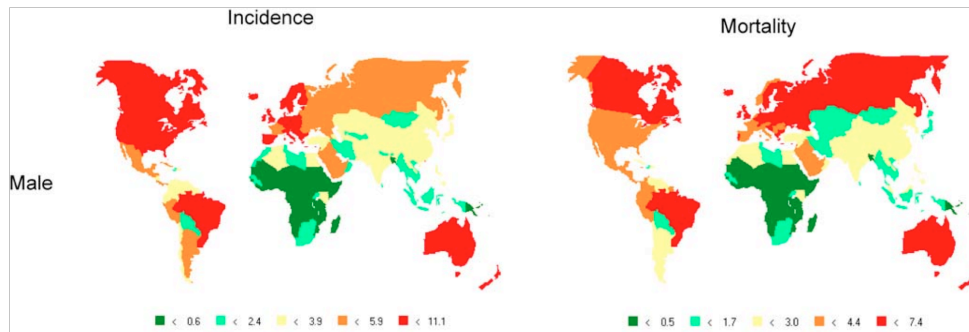 Incidence
Mortality
Male
< 0.6 < 2.4 < 3.9 < 5.9 < 11.1
< 0.5 < 1.7 < 3.0 < 4.4 < 7.4